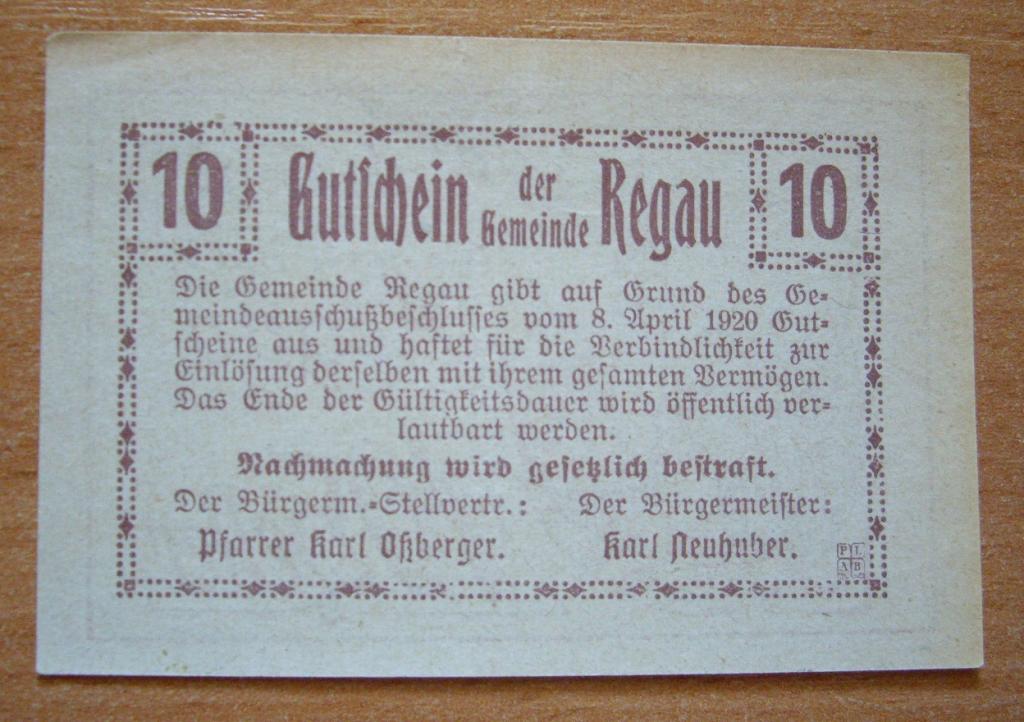 10 Gutschein der Gemeinde Regau 10
Die Gemeinde Regau gibt auf Grund des Ge-
meindeausschußbeschlusses vom 8. April 1920 Gut-
scheine aus und haftet für die Verbindlichkeit zur
Einlösung derselben mit ihrem gesamten Vermögen.
Das Ende der Gültigkeitsdauer wird öffentlich ver-
lautbart werden.
Nachmachung wird gesetzlich bestraft.
Der Bürgerm.-Stellvertr.: Der Bürgermeister:
Pfarrer Karl Oßberger. Karl Neuhuber.
P L
A B